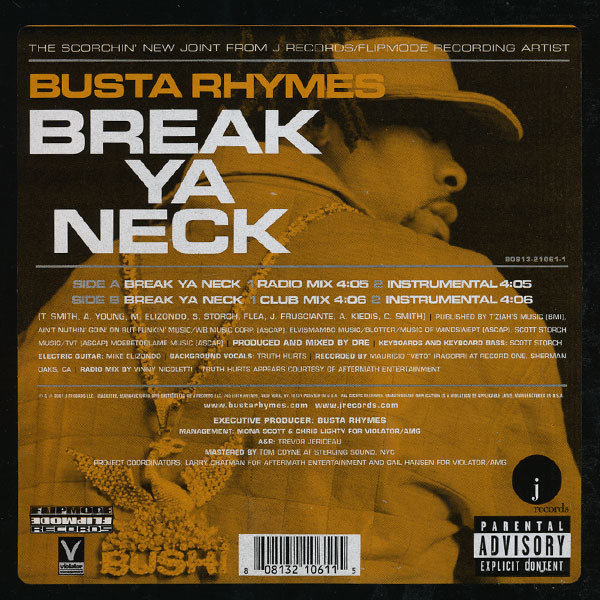 THE SCORCHIN' NEW JOINT FROM J RECORDS/FLIPMODE RECORDING ARTIST
BUSTA RHYMES
BREAK
YA
NECK
80813-21061-1
SIDE A BREAK YA NECK 1 RADIO MIX 4:05 2 INSTRUMENTAL 4:05
SIDE B BREAK YA NECK 1 CLUB MIX 4:06 2 INSTRUMENTAL 4:06
(T. SMITH, A. YOUNG, M. ELIZONDO, S. STORCH, FLEA, J. FRUSCIANTE, A. KIEDIS, C. SMITH) | PUBLISHED BY T'ZIAH'S MUSIC (BMI),
AIN'T NUTHIN' GOIN' ON BUT FUNKIN' MUSIC/WB MUSIC CORP. (ASCAP), ELVISMAMBO MUSIC/BLOTTER/MUSIC OF WINDSWEPT (ASCAP), SCOTT STORCH
MUSIC/TVT (ASCAP) MOEBETOBLAME MUSIC (ASCAP) | PRODUCED AND MIXED BY DRE | KEYBOARDS AND KEYBOARD BASS: SCOTT STORCH
ELECTRIC GUITAR: MIKE ELIZONDO | BACKGROUND VOCALS: TRUTH HURTS | RECORDED BY MAURICIO "VETO" IRAGORRI AT RECORD ONE, SHERMAN
OAKS, CA | RADIO MIX BY VINNY NICOLETTI | TRUTH HURTS APPEARS COURTESY OF AFTERMATH ENTERTAINMENT
www.bustarhymes.com www.jrecords.com
EXECUTIVE PRODUCER: BUSTA RHYMES
MANAGEMENT: MONA SCOTT & CHRIS LIGHTY FOR VIOLATOR/AMG
A&R: TREVOR JERIDEAU
MASTERED BY TOM COYNE AT STERLING SOUND, NYC
PROJECT COORDINATORS: LARRY CHATMAN FOR AFTERMATH ENTERTAINMENT AND GAIL HANSEN FOR VIOLATOR/AMG
FLIPMODE
FLIPMODE
RECORDS
V
violator
BUSHI
8 08132 10611 5
j
records
PARENTAL
ADVISORY
EXPLICIT CONTENT